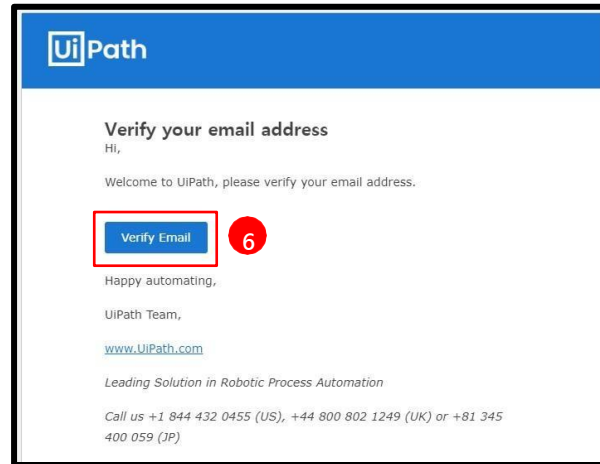 UiPath
Verify your email address
Hi,
Welcome to UiPath, please verify your email address.
Verify Email
6
Happy automating,
UiPath Team,
www.UiPath.com
Leading Solution in Robotic Process Automation
Call us +1 844 432 0455 (US), +44 800 802 1249 (UK) or +81 345
400 059 (JP)